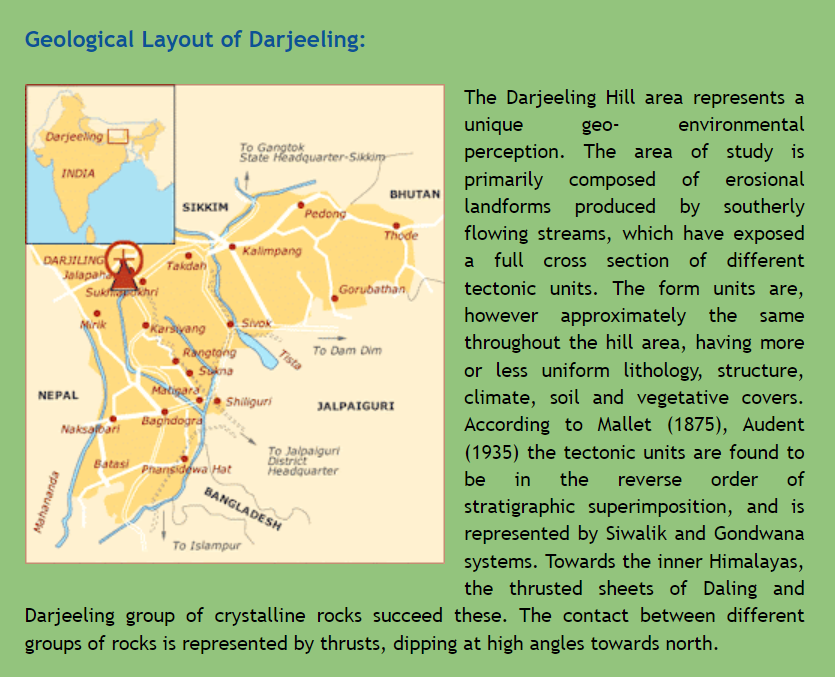 Geological Layout of Darjeeling:
Darjeeling
INDIA
To Gangtok
State Headquarter-Sikkim
SIKKIM
BHUTAN
Pedong
Thode
Kalimpang
DARJILING
Takdah
Jalapaha
Sukhiapokhri
Gorubathan
Mirik
Karsiyang
Sivok
Rangtong
To Dam Dim
Tista
Sukna
Matigara
NEPAL
Shiliguri
JALPAIGURI
Baghdogra
Naksalbari
To Jalpaiguri
District
Headquarter
Batasi
Phansidewa Hat
Mahananda
BANGLADESH
To Islampur
The Darjeeling Hill area represents a
unique geo- environmental
perception. The area of study is
primarily composed of erosional
landforms produced by southerly
flowing streams, which have exposed
a full cross section of different
tectonic units. The form units are,
however approximately the same
throughout the hill area, having more
or less uniform lithology, structure,
climate, soil and vegetative covers.
According to Mallet (1875), Audent
(1935) the tectonic units are found to
be in the reverse order of
stratigraphic superimposition, and is
represented by Siwalik and Gondwana
systems. Towards the inner Himalayas,
the thrusted sheets of Daling and
Darjeeling group of crystalline rocks succeed these. The contact between different
groups of rocks is represented by thrusts, dipping at high angles towards north.